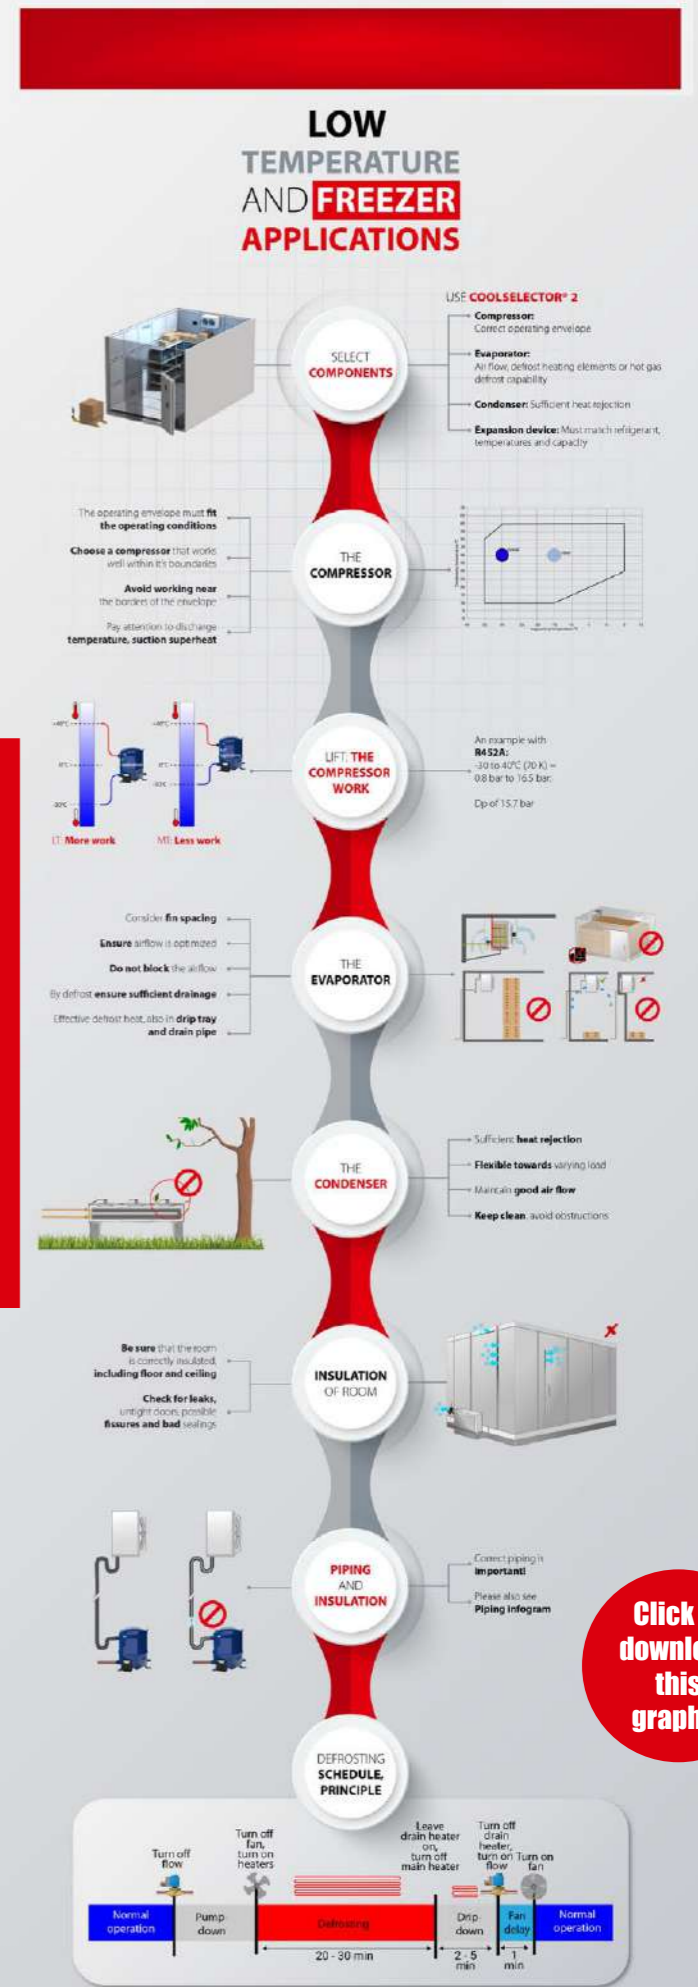 LOW
TEMPERATURE
AND FREEZER
APPLICATIONS
USE COOLSELECTOR® 2
SELECT
COMPONENTS
Compressor:
Correct operating envelope
Evaporator:
Air flow, defrost heating elements or hot gas
defrost capability
Condenser: Sufficient heat rejection
Expansion device: Must match refrigerant,
temperatures and capacity
The operating envelope must fit
the operating conditions
Choose a compressor that works
well within it's boundaries
Avoid working near
the borders of the envelope
Pay attention to discharge
temperature, suction superheat
THE
COMPRESSOR
+40°C
0°C
-30°C
LT: More work
+40°C
0°C
-10°C
MT: Less work
LIFT: THE
COMPRESSOR
WORK
An example with
R452A:
-30 to 40°C (70 K) =
0.8 bar to 16.5 bar.
Dp of 15.7 bar
Consider fin spacing
Ensure airflow is optimized
Do not block the airflow
By defrost ensure sufficient drainage
Effective defrost heat, also in drip tray
and drain pipe
THE
EVAPORATOR
THE
CONDENSER
Sufficient heat rejection
Flexible towards varying load
Maintain good air flow
Keep clean, avoid obstructions
Be sure that the room
is correctly insulated,
including floor and ceiling
Check for leaks,
untight doors, possible
fissures and bad sealings
INSULATION
OF ROOM
PIPING
AND
INSULATION
Correct piping is
important!
Please also see
Piping infogram
Click
downlo
this
graph
DEFROSTING
SCHEDULE,
PRINCIPLE
Turn off
flow
Turn off
fan,
turn on
heaters
Leave
drain heater
on,
turn off
main heater
Turn off
drain
heater,
turn on
flow
Turn on
fan
Normal
operation
Pump-
down
Defrosting
Drip-
down
Fan
delay
Normal
operation
20 - 30 min
2 - 5
min
1
min